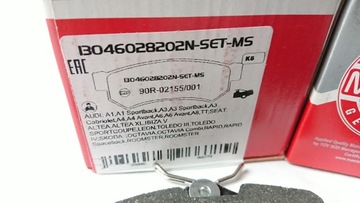 13046028202N-SET-MS
EAC
13046028202N-SET-MS
K6
90R-02155/001
AUDI: A1,A1 Sportback,A3,A3 Sportback,A3
Cabriolet,A4,A4 Avant,A6,A6 Avant,A8,TT;SEAT:
ALTEA,ALTEA XL,IBIZA V
SPORTCOUPE,LEON,TOLEDO III,TOLEDO
IV;SKODA: ,OCTAVIA,OCTAVIA Combi,RAPID,RAPID
Spaceback,ROOMSTER,ROOMSTER